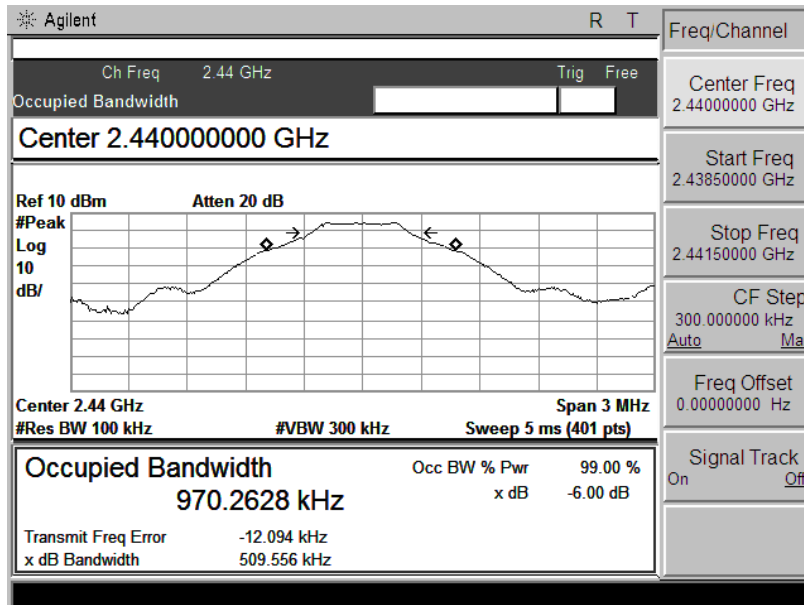 Agilent R T
Ch Freq 2.44 GHz Trig Free
Occupied Bandwidth
Center 2.440000000 GHz
Ref 10 dBm Atten 20 dB
#Peak
Log
10
dB/
Center 2.44 GHz Span 3 MHz
#Res BW 100 kHz #VBW 300 kHz Sweep 5 ms (401 pts)
Occupied Bandwidth
970.2628 kHz
Occ BW % Pwr 99.00 %
x dB -6.00 dB
Transmit Freq Error -12.094 kHz
x dB Bandwidth 509.556 kHz
Freq/Channel
Center Freq
2.44000000 GHz
Start Freq
2.43850000 GHz
Stop Freq
2.44150000 GHz
CF Step
300.000000 kHz
Auto Ma
Freq Offset
0.00000000 Hz
Signal Track
On Off